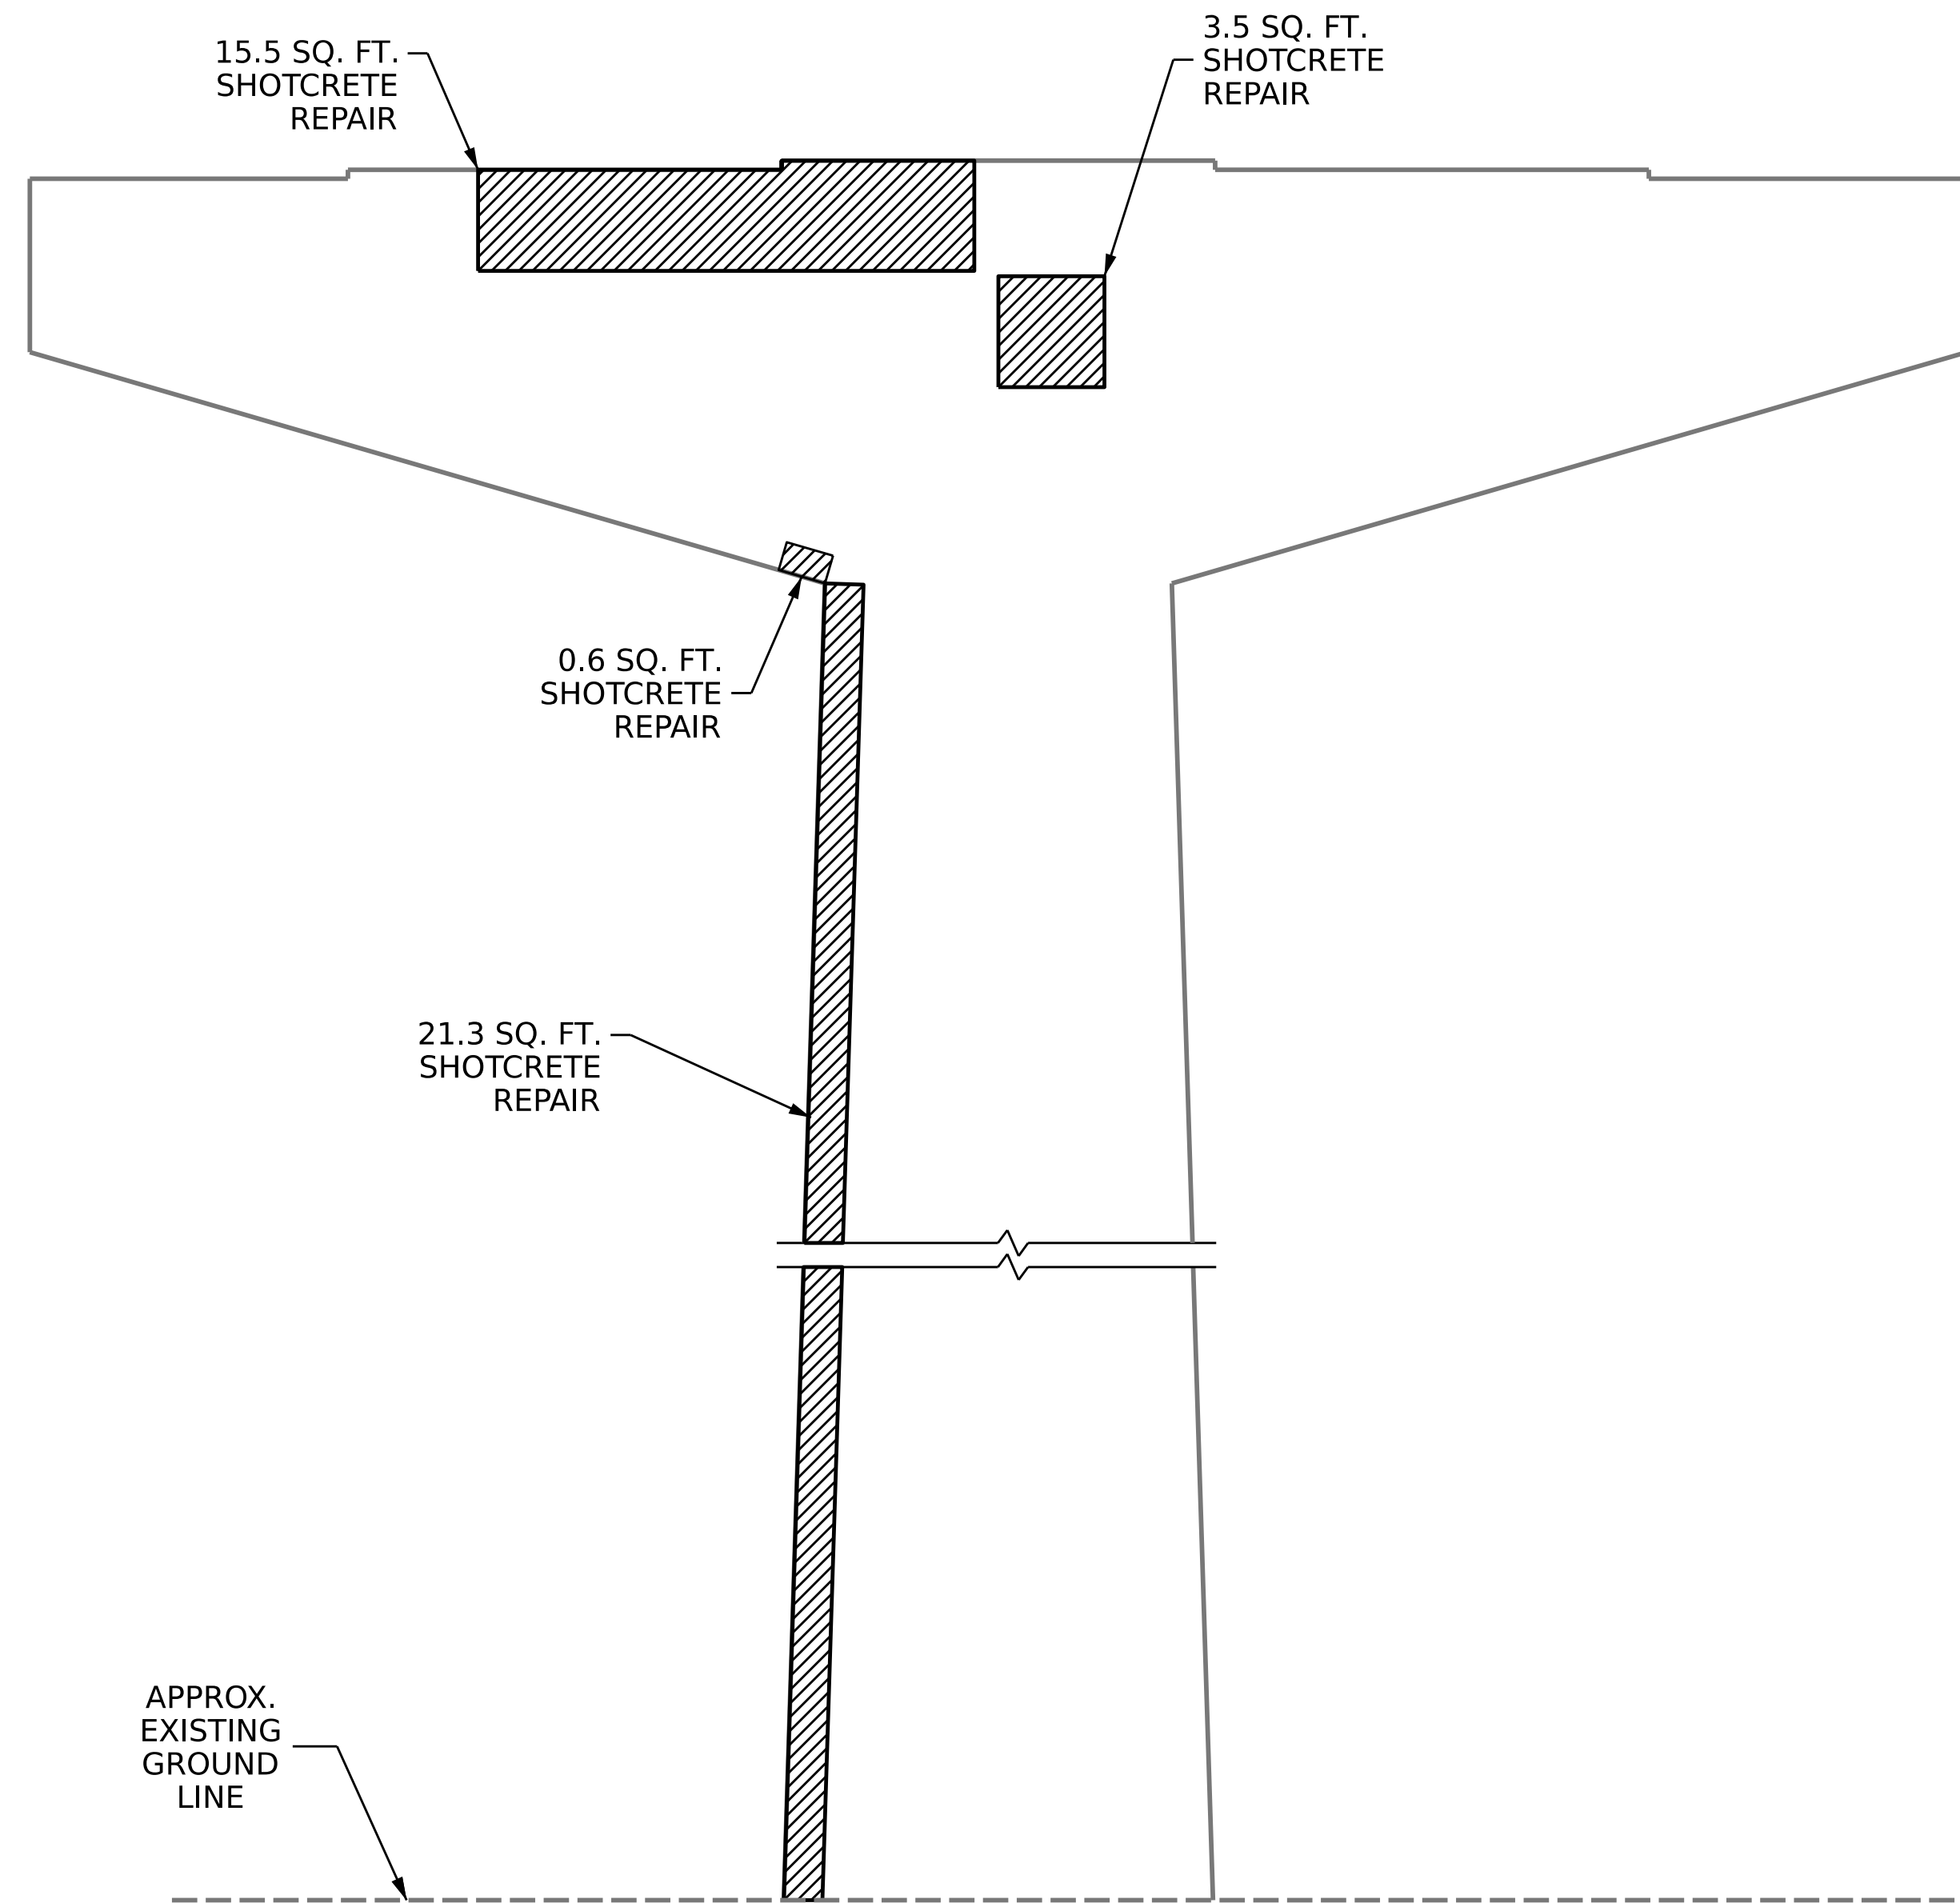 15.5 SQ. FT.
SHOTCRETE
REPAIR
3.5 SQ. FT.
SHOTCRETE
REPAIR
0.6 SQ. FT.
SHOTCRETE
REPAIR
21.3 SQ. FT.
SHOTCRETE
REPAIR
APPROX.
EXISTING
GROUND
LINE